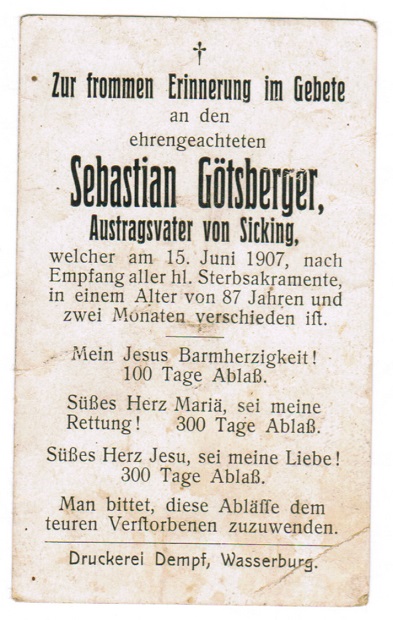 †
Zur frommen Erinnerung im Gebete
an den
ehrengeachteten
Sebastian Götsberger,
Austragsvater von Sicking,
welcher am 15. Juni 1907, nach
Empfang aller hl. Sterbsakramente,
in einem Alter von 87 Jahren und
zwei Monaten verschieden ist.
Mein Jesus Barmherzigkeit!
100 Tage Ablaß.
Süßes Herz Mariä, sei meine
Rettung! 300 Tage Ablaß.
Süßes Herz Jesu, sei meine Liebe!
300 Tage Ablaß.
Man bittet, diese Ablässe dem
teuren Verstorbenen zuzuwenden.
Druckerei Dempf, Wasserburg.